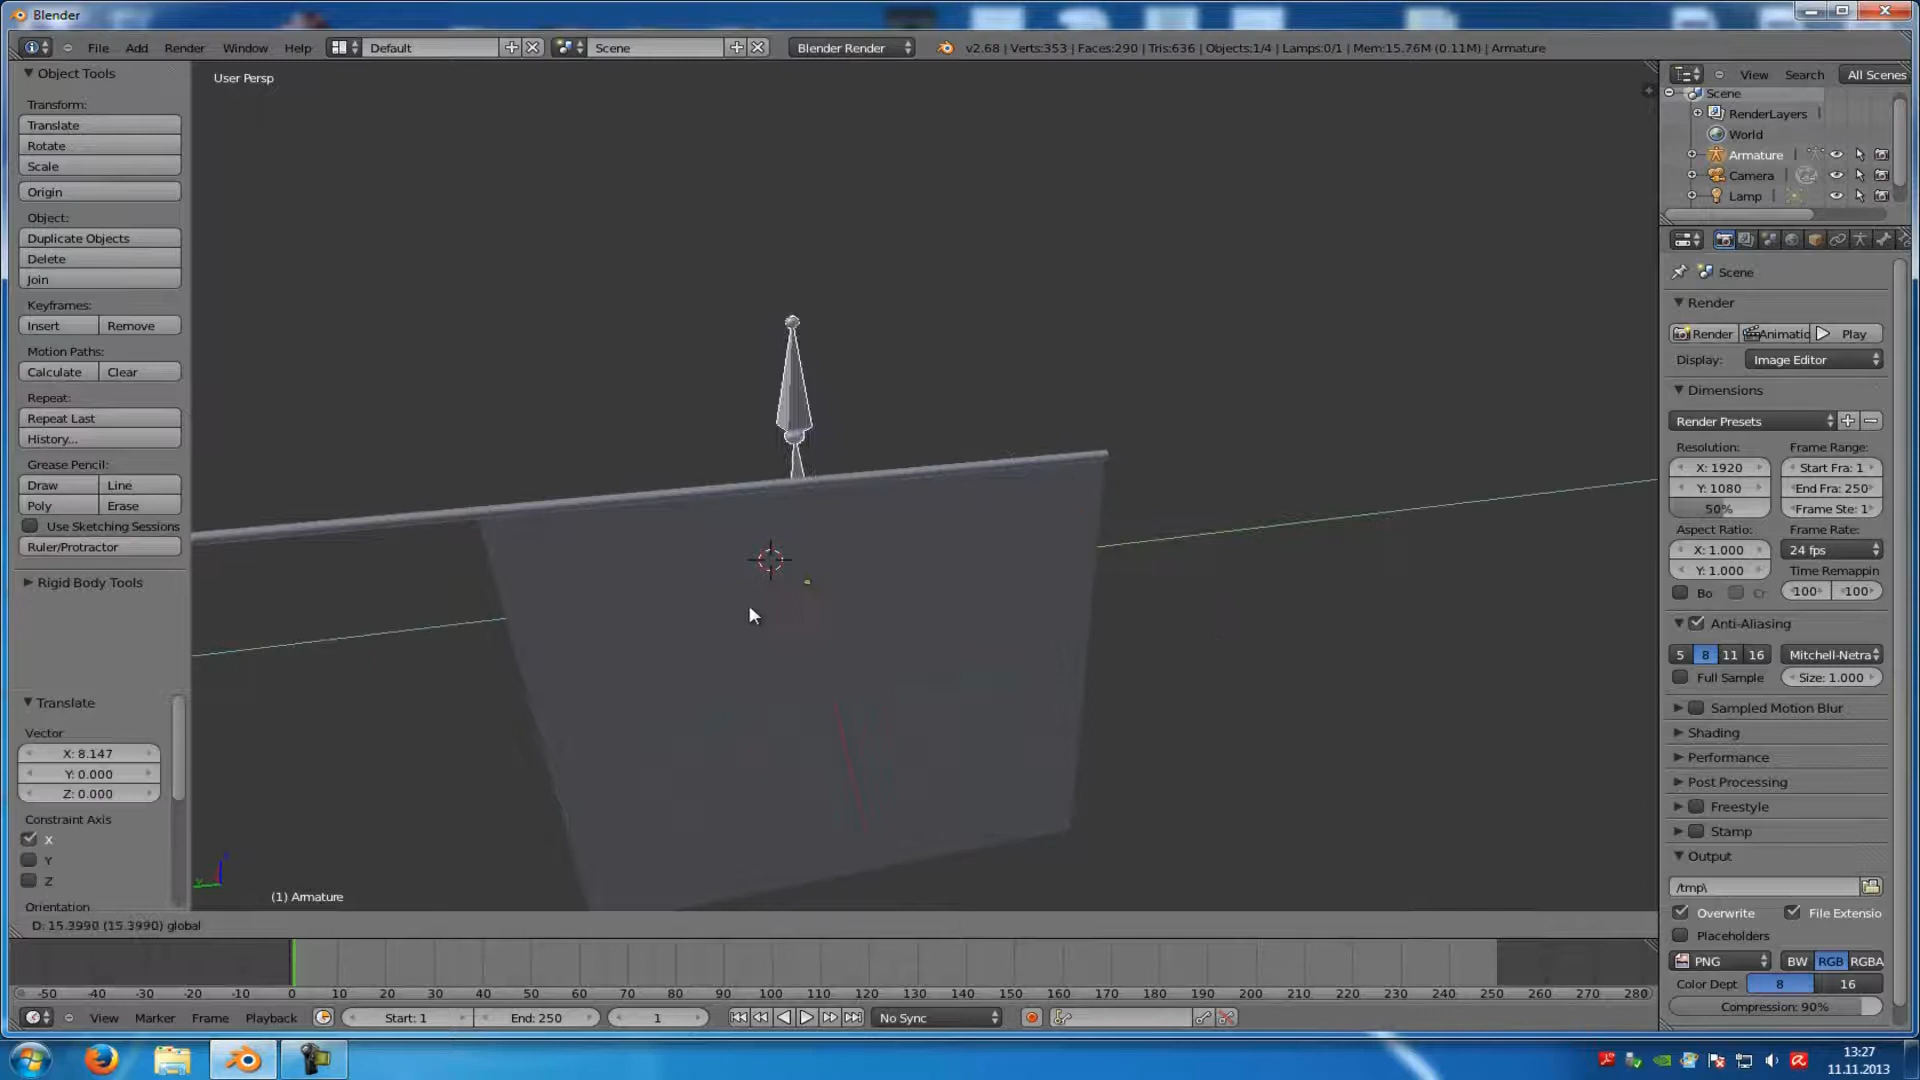 Blender
File Add Render Window Help Default Scene Blender Render v2.68 | Verts:353 | Faces:290 | Tris:636 | Objects:1/4 | Lamps:0/1 | Mem:15.76M (0.11M) | Armature
Object Tools
Transform:
Translate
Rotate
Scale
Origin
Object:
Duplicate Objects
Delete
Join
Keyframes:
Insert Remove
Motion Paths:
Calculate Clear
Repeat:
Repeat Last
History...
Grease Pencil:
Draw Line
Poly Erase
Use Sketching Sessions
Ruler/Protractor
Rigid Body Tools
Translate
Vector
X: 8.147
Y: 0.000
Z: 0.000
Constraint Axis
X
Y
Z
Orientation
User Persp
(1) Armature
D: 15.3990 (15.3990) global
View Search All Scenes
Scene
RenderLayers
World
Armature
Camera
Lamp
Scene
Render
Render Animatic Play
Display: Image Editor
Dimensions
Render Presets
Resolution: Frame Range:
X: 1920 Start Fra: 1
Y: 1080 End Fra: 250
50% Frame Ste: 1
Aspect Ratio: Frame Rate:
X: 1.000 24 fps
Y: 1.000 Time Remappin
Bo Cr 100 100
Anti-Aliasing
5 8 11 16 Mitchell-Netra
Full Sample Size: 1.000
Sampled Motion Blur
Shading
Performance
Post Processing
Freestyle
Stamp
Output
/tmp\
Overwrite File Extensio
Placeholders
PNG BW RGB RGBA
Color Dept 8 16
Compression: 90%
-50 -40 -30 -20 -10 0 10 20 30 40 50 60 70 80 90 100 110 120 130 140 150 160 170 180 190 200 210 220 230 240 250 260 270 280
View Marker Frame Playback Start: 1 End: 250 1 No Sync
13:27
11.11.2013